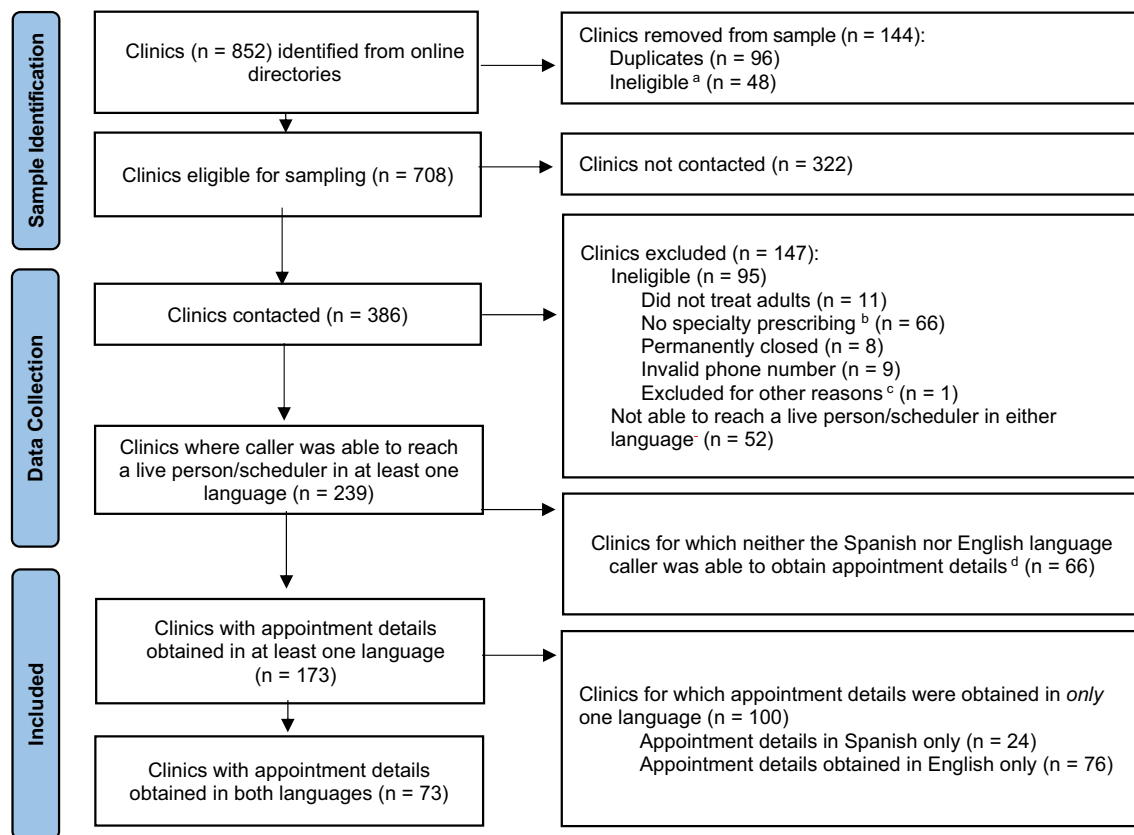 Sample Identification
Clinics (n = 852) identified from online
directories
Clinics removed from sample (n = 144):
Duplicates (n = 96)
Ineligible a (n = 48)
Clinics eligible for sampling (n = 708)
Clinics not contacted (n = 322)
Data Collection
Clinics contacted (n = 386)
Clinics excluded (n = 147):
Ineligible (n = 95)
Did not treat adults (n = 11)
No specialty prescribing b (n = 66)
Permanently closed (n = 8)
Invalid phone number (n = 9)
Excluded for other reasons c (n = 1)
Not able to reach a live person/scheduler in either
language- (n = 52)
Clinics where caller was able to reach
a live person/scheduler in at least one
language (n = 239)
Clinics for which neither the Spanish nor English language
caller was able to obtain appointment details d (n = 66)
Included
Clinics with appointment details
obtained in at least one language
(n = 173)
Clinics for which appointment details were obtained in only
one language (n = 100)
Appointment details in Spanish only (n = 24)
Appointment details obtained in English only (n = 76)
Clinics with appointment details
obtained in both languages (n = 73)